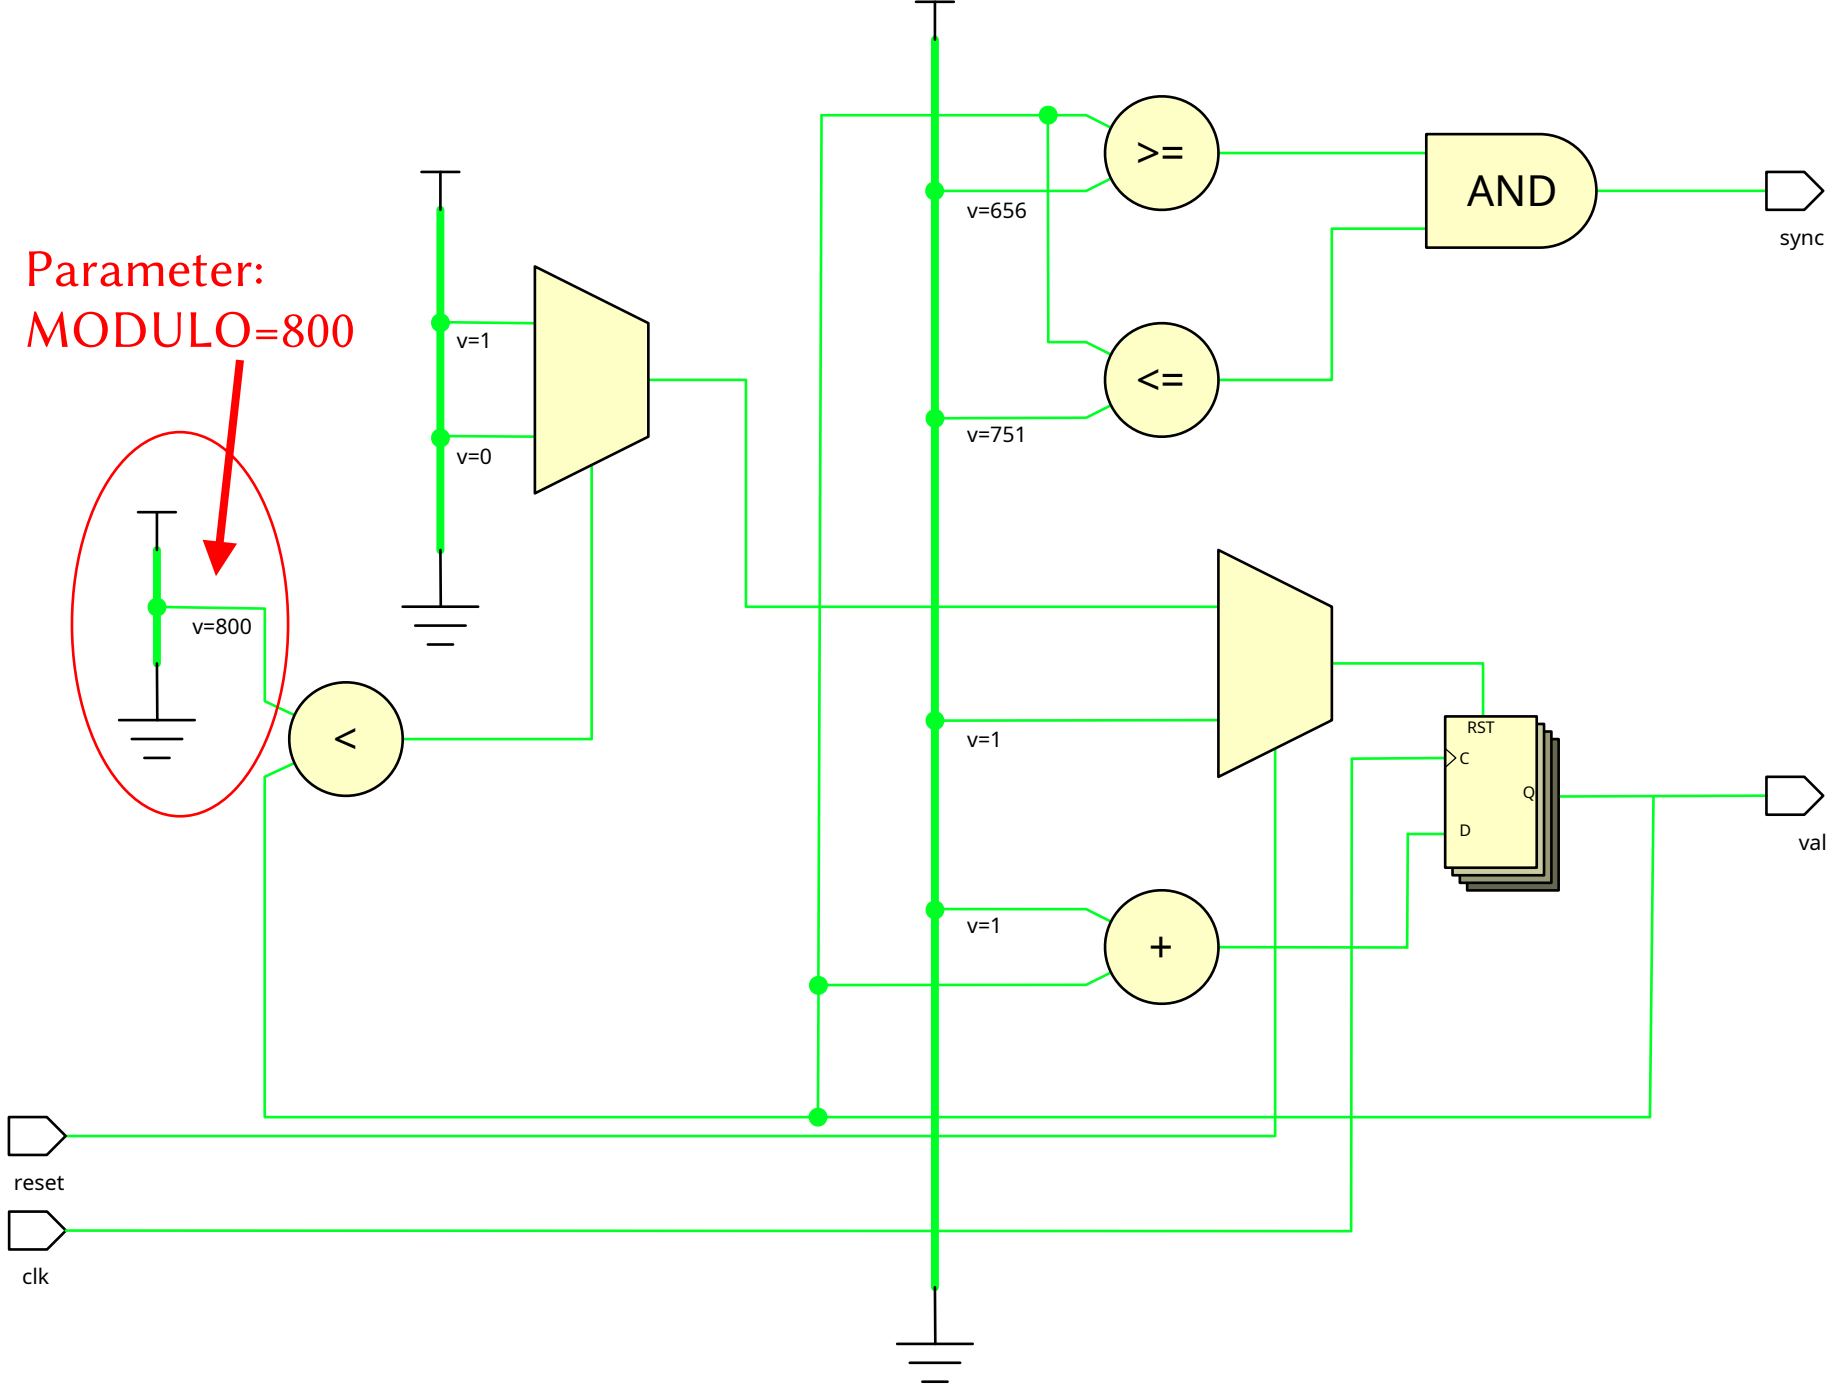 >=
AND
v=656
sync
Parameter:
MODULO=800
v=1
<=
v=751
v=0
v=800
<
v=1
RST
C
Q
D
val
v=1
+
reset
clk